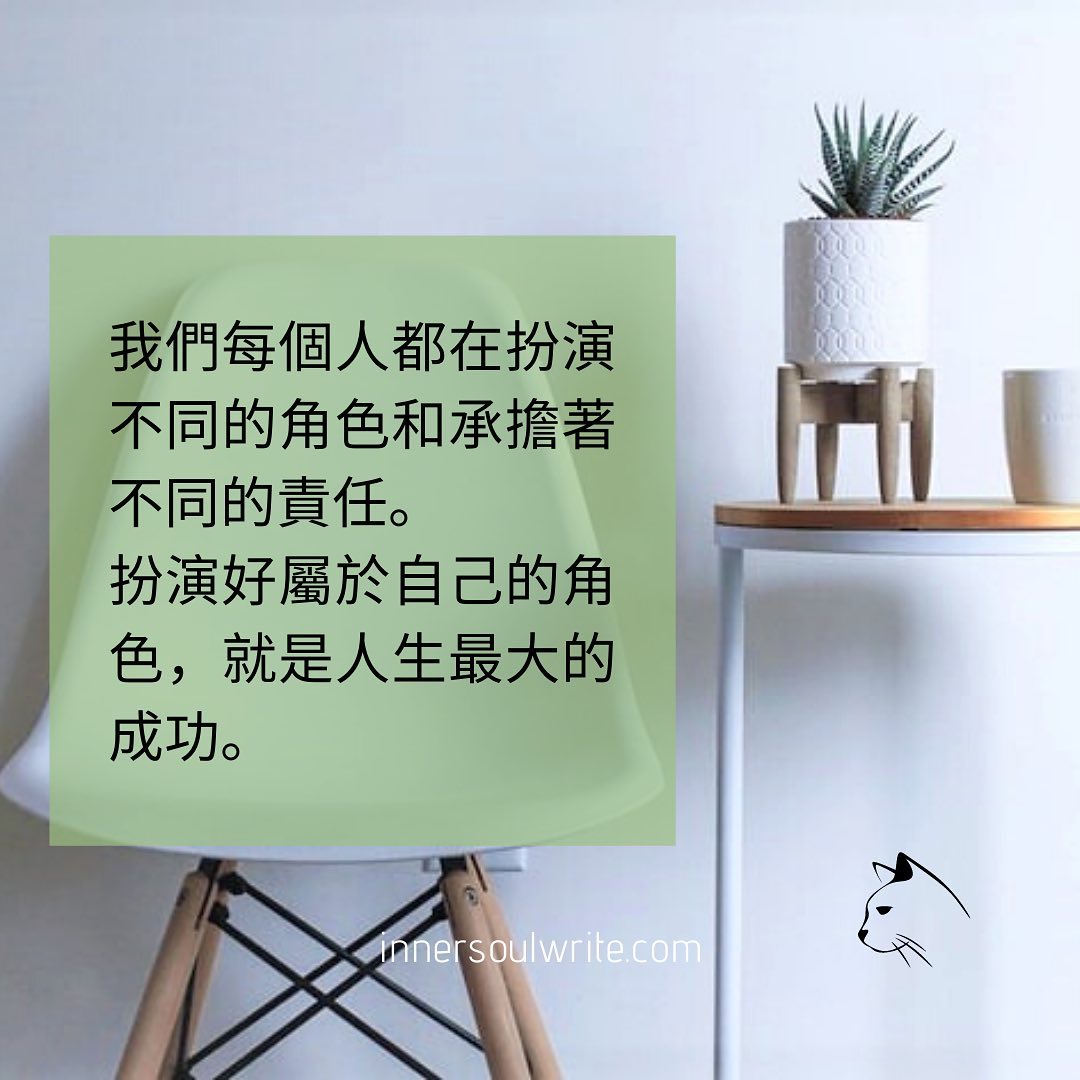 我們每個人都在扮演
不同的角色和承擔著
不同的責任。
扮演好屬於自己的角
色，就是人生最大的
成功。
innersoulwrite.com